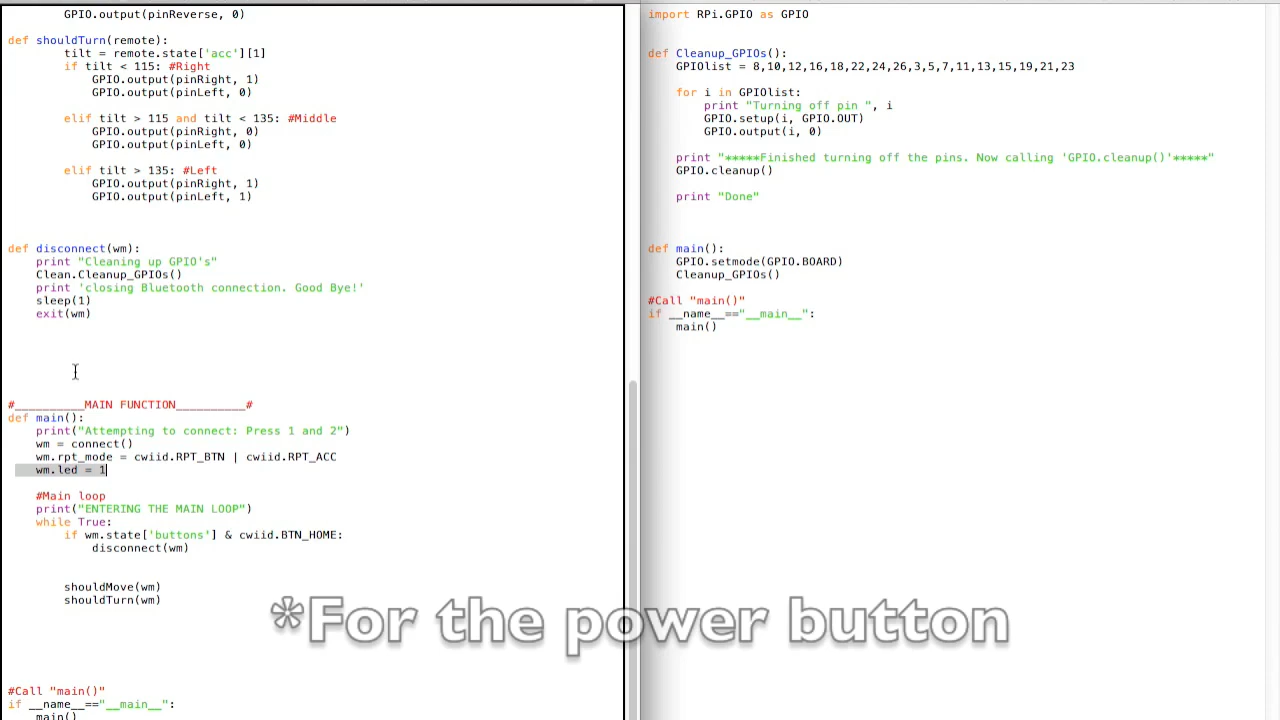 GPIO.output(pinReverse, 0)
def shouldTurn(remote):
tilt = remote.state['acc'][1]
if tilt < 115: #Right
GPIO.output(pinRight, 1)
GPIO.output(pinLeft, 0)
elif tilt > 115 and tilt < 135: #Middle
GPIO.output(pinRight, 0)
GPIO.output(pinLeft, 0)
elif tilt > 135: #Left
GPIO.output(pinRight, 1)
GPIO.output(pinLeft, 1)
def disconnect(wm):
print "Cleaning up GPIO's"
Clean.Cleanup_GPIOs()
print 'closing Bluetooth connection. Good Bye!'
sleep(1)
exit(wm)
#__________MAIN FUNCTION__________#
def main():
print("Attempting to connect: Press 1 and 2")
wm = connect()
wm.rpt_mode = cwiid.RPT_BTN | cwiid.RPT_ACC
wm.led = 1
#Main loop
print("ENTERING THE MAIN LOOP")
while True:
if wm.state['buttons'] & cwiid.BTN_HOME:
disconnect(wm)
shouldMove(wm)
shouldTurn(wm)
#Call "main()"
if __name__=="__main__":
main()
import RPi.GPIO as GPIO
def Cleanup_GPIOs():
GPIOlist = 8,10,12,16,18,22,24,26,3,5,7,11,13,15,19,21,23
for i in GPIOlist:
print "Turning off pin ", i
GPIO.setup(i, GPIO.OUT)
GPIO.output(i, 0)
print "*****Finished turning off the pins. Now calling 'GPIO.cleanup()'*****"
GPIO.cleanup()
print "Done"
def main():
GPIO.setmode(GPIO.BOARD)
Cleanup_GPIOs()
#Call "main()"
if __name__=="__main__":
main()
*For the power button